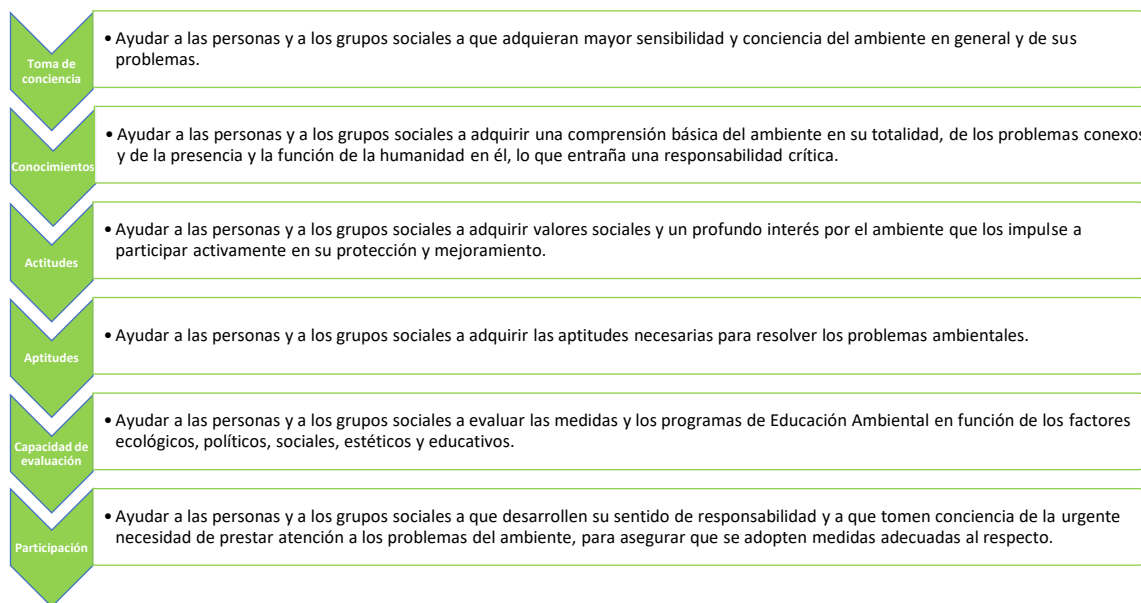 Toma de
conciencia
• Ayudar a las personas y a los grupos sociales a que adquieran mayor sensibilidad y conciencia del ambiente en general y de sus
problemas.
Conocimientos
• Ayudar a las personas y a los grupos sociales a adquirir una comprensión básica del ambiente en su totalidad, de los problemas conexos
y de la presencia y la función de la humanidad en él, lo que entraña una responsabilidad crítica.
Actitudes
• Ayudar a las personas y a los grupos sociales a adquirir valores sociales y un profundo interés por el ambiente que los impulse a
participar activamente en su protección y mejoramiento.
Aptitudes
• Ayudar a las personas y a los grupos sociales a adquirir las aptitudes necesarias para resolver los problemas ambientales.
Capacidad de
evaluación
• Ayudar a las personas y a los grupos sociales a evaluar las medidas y los programas de Educación Ambiental en función de los factores
ecológicos, políticos, sociales, estéticos y educativos.
Participación
• Ayudar a las personas y a los grupos sociales a que desarrollen su sentido de responsabilidad y a que tomen conciencia de la urgente
necesidad de prestar atención a los problemas del ambiente, para asegurar que se adopten medidas adecuadas al respecto.